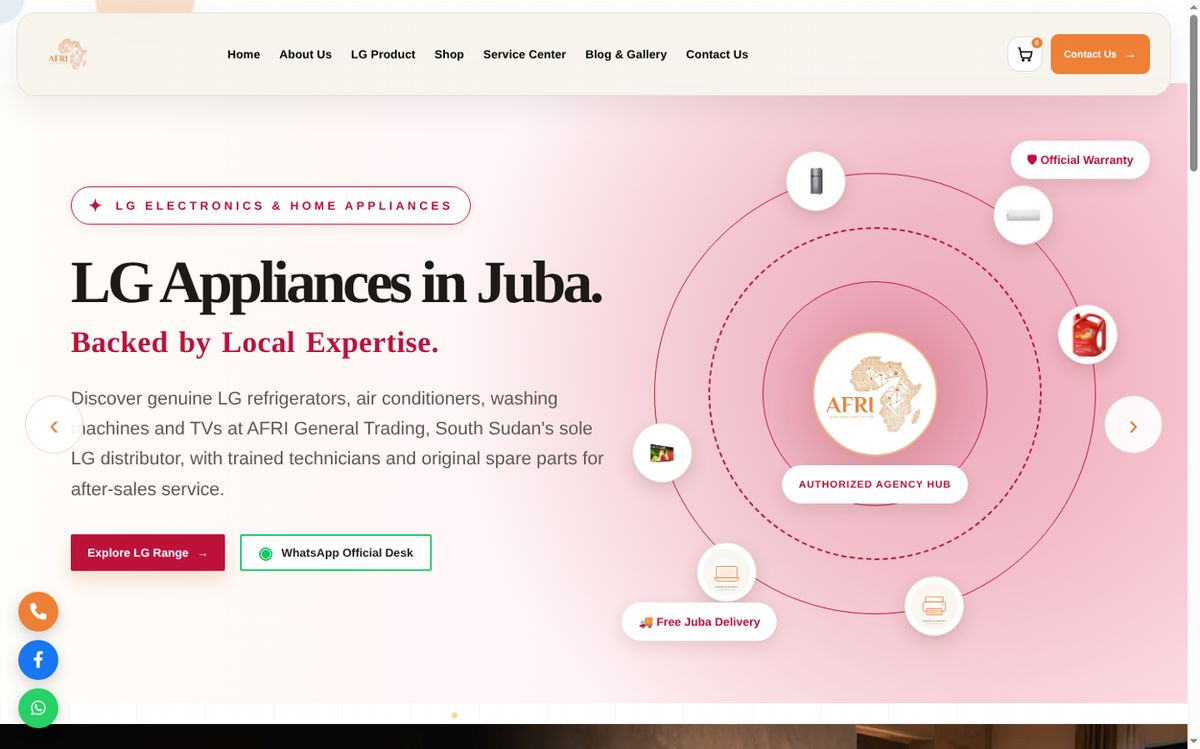 AFRI
Home
About Us
LG Product
Shop
Service Center
Blog & Gallery
Contact Us
0
Contact Us →
Official Warranty
✦ LG ELECTRONICS & HOME APPLIANCES
LG Appliances in Juba.
Backed by Local Expertise.
Discover genuine LG refrigerators, air conditioners, washing
machines and TVs at AFRI General Trading, South Sudan's sole
LG distributor, with trained technicians and original spare parts for
after-sales service.
Explore LG Range →
WhatsApp Official Desk
AFRI
AUTHORIZED AGENCY HUB
🚚 Free Juba Delivery